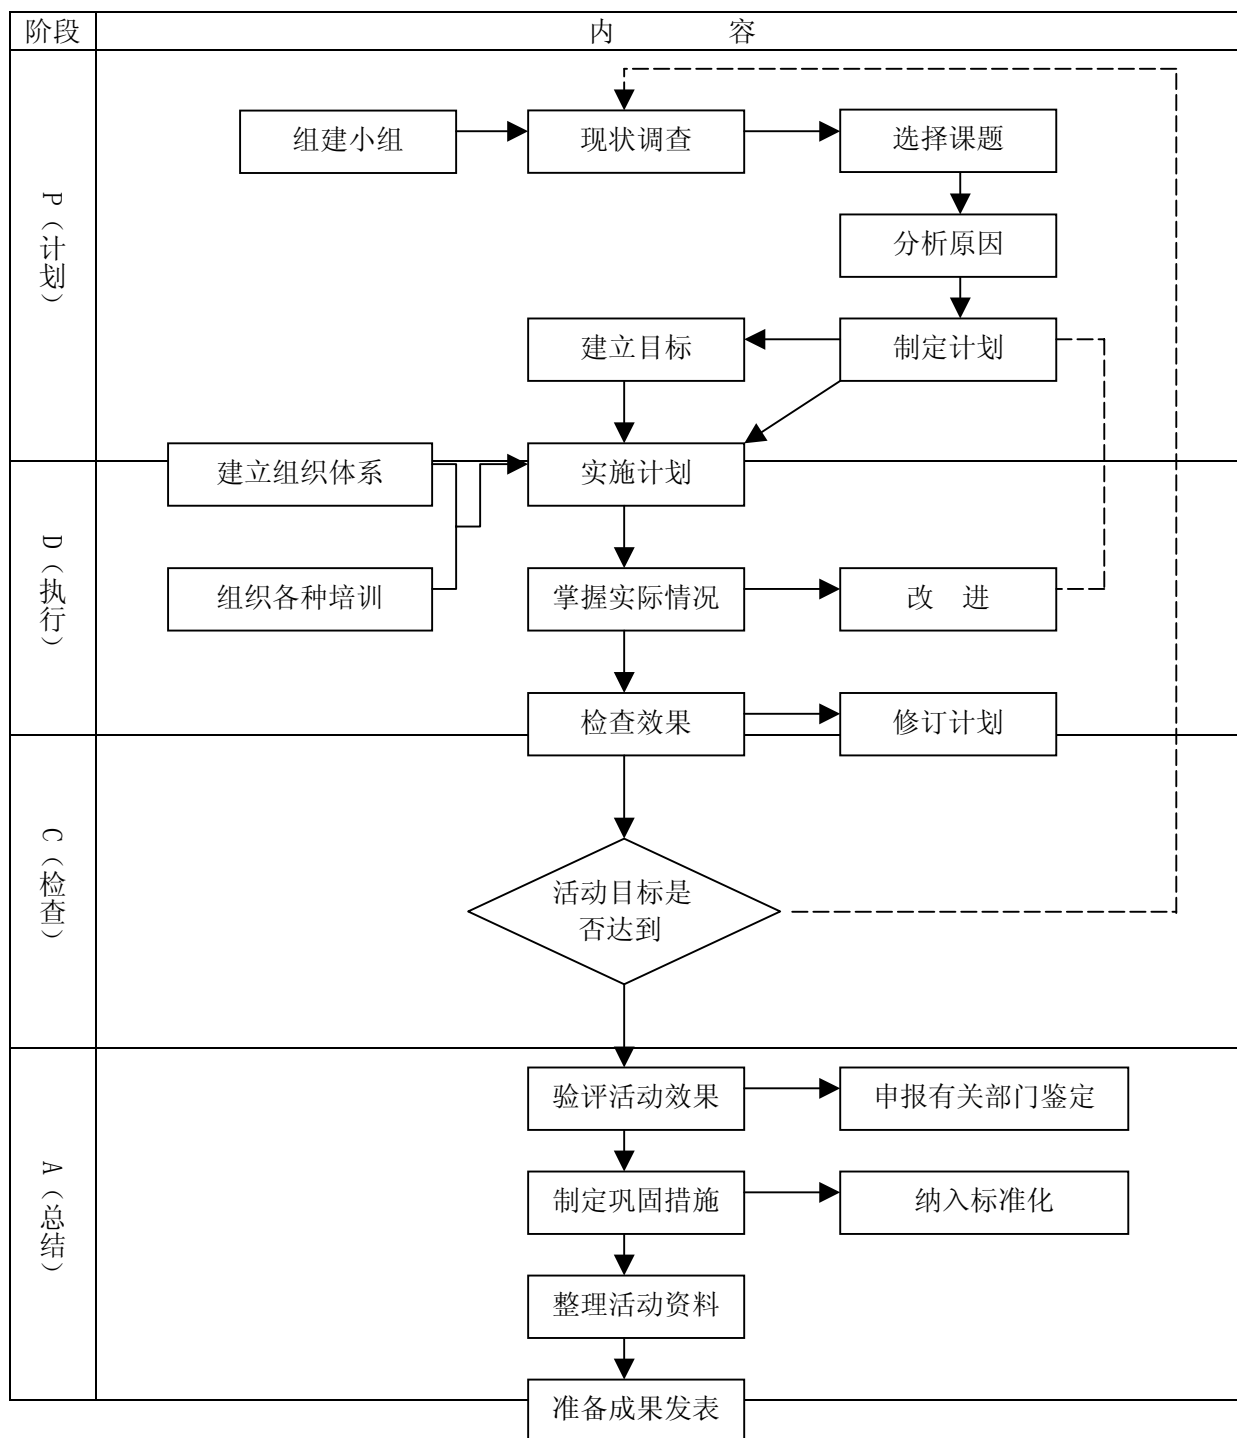 阶段
内 容
P（计划）
组建小组
现状调查
选择课题
分析原因
建立目标
制定计划
建立组织体系
实施计划
D（执行）
组织各种培训
掌握实际情况
改 进
检查效果
修订计划
C（检查）
活动目标是
否达到
A（总结）
验评活动效果
申报有关部门鉴定
制定巩固措施
纳入标准化
整理活动资料
准备成果发表